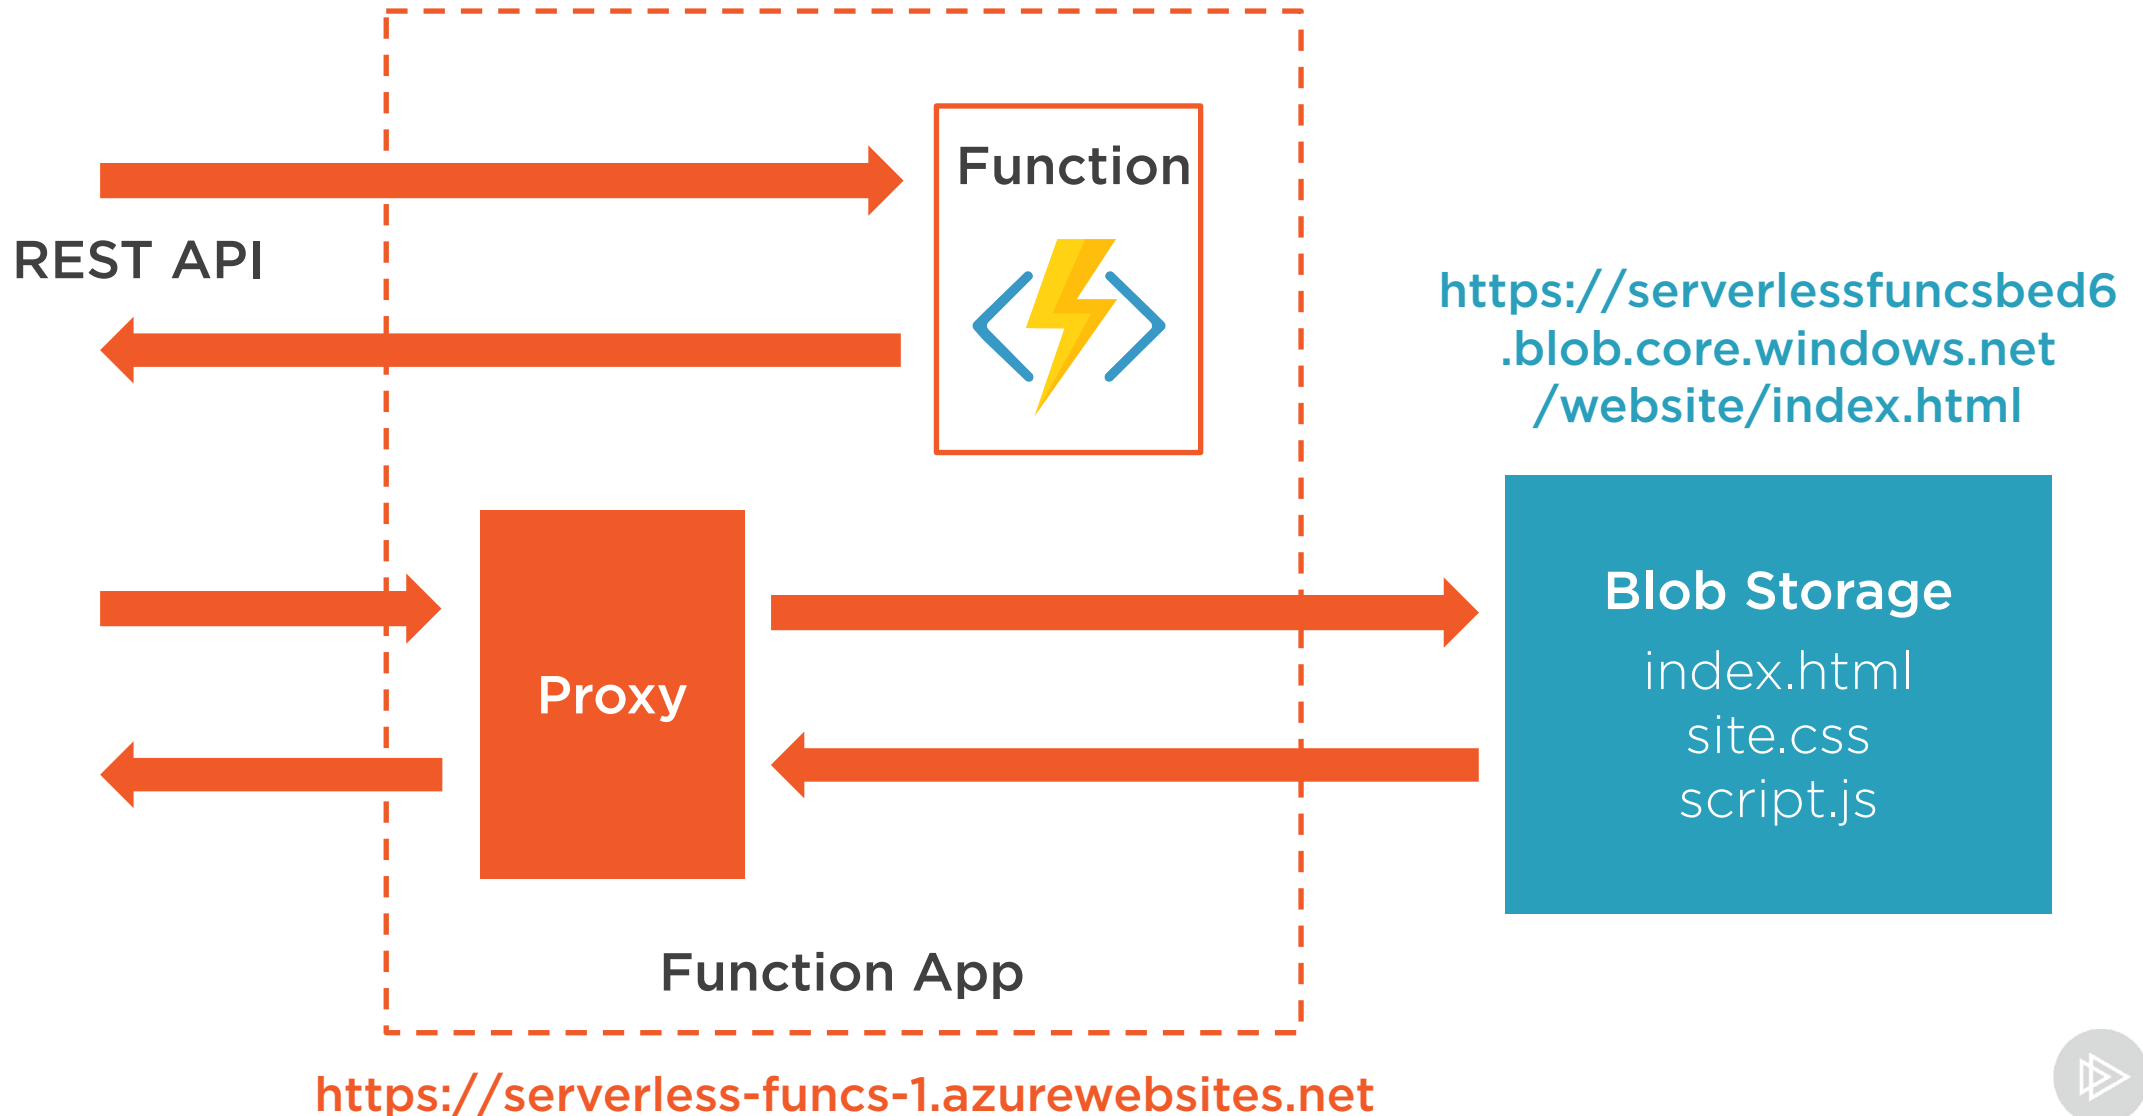 Function
REST API
https://serverlessfuncsbed6
.blob.core.windows.net
/website/index.html
Blob Storage
index.html
site.css
script.js
Proxy
Function App
https://serverless-funcs-1.azurewebsites.net